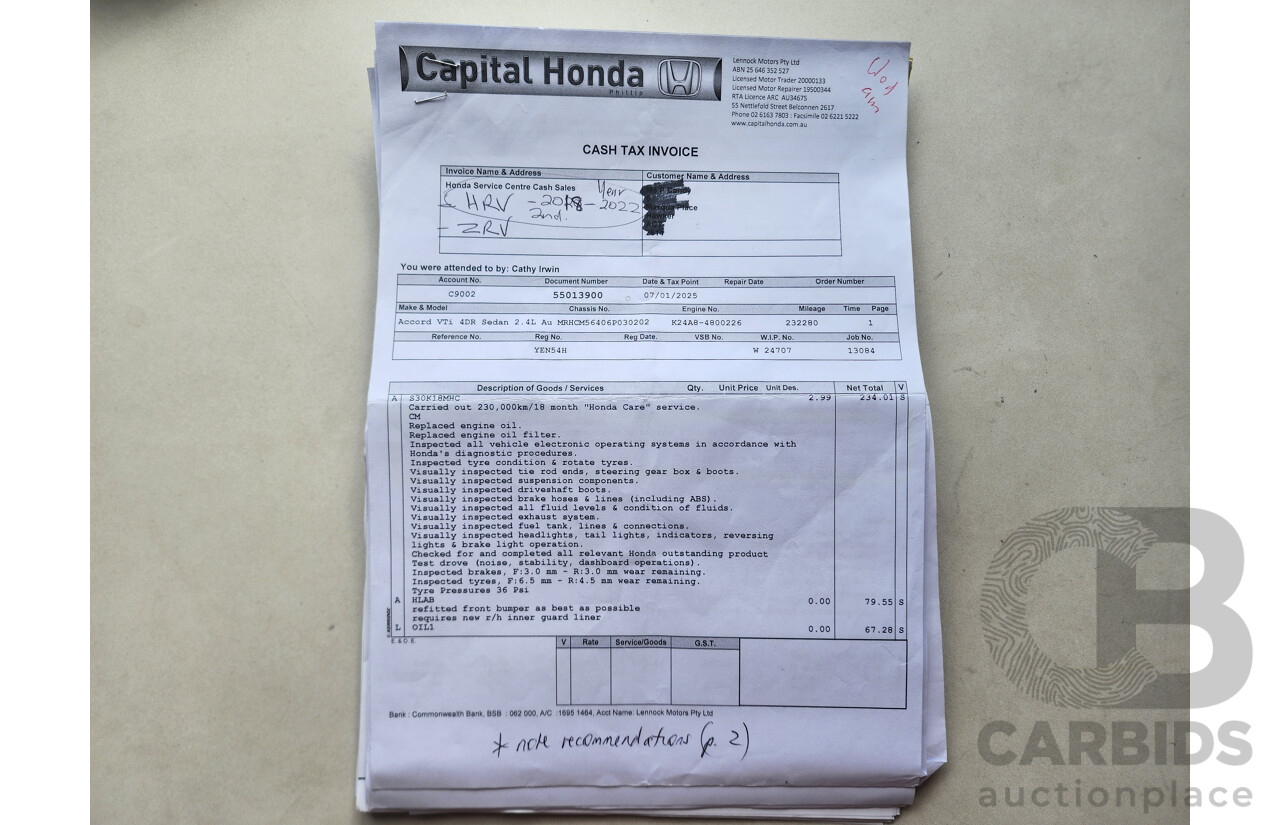 Capital Honda
Phillip
Lennock Motors Pty Ltd
ABN 25 646 352 527
Licensed Motor Trader 20000133
Licensed Motor Repairer 19500344
RTA Licence ARC AU34675
55 Nettlefold Street Belconnen 2617
Phone 02 6163 7803 : Facsimile 02 6221 5222
www.capitalhonda.com.au
CASH TAX INVOICE
Invoice Name & Address Customer Name & Address
Honda Service Centre Cash Sales
Year
HRV - 2018 - 2022
2nd.
Place
- ZRV
You were attended to by: Cathy Irwin
Account No. Document Number Date & Tax Point Repair Date Order Number
C9002 55013900 07/01/2025
Make & Model Chassis No. Engine No. Mileage Time Page
Accord VTi 4DR Sedan 2.4L Au MRHCM56406P030202 K24A8-4800226 232280 1
Reference No. Reg No. Reg Date. VSB No. W.I.P. No. Job No.
YEN54H W 24707 13084
Description of Goods / Services Qty. Unit Price Unit Des. Net Total V
A S30K18MHC 2.99 234.01 S
Carried out 230,000km/18 month "Honda Care" service.
CM
Replaced engine oil.
Replaced engine oil filter.
Inspected all vehicle electronic operating systems in accordance with
Honda's diagnostic procedures.
Inspected tyre condition & rotate tyres.
Visually inspected tie rod ends, steering gear box & boots.
Visually inspected suspension components.
Visually inspected driveshaft boots.
Visually inspected brake hoses & lines (including ABS).
Visually inspected all fluid levels & condition of fluids.
Visually inspected exhaust system.
Visually inspected fuel tank, lines & connections.
Visually inspected headlights, tail lights, indicators, reversing
lights & brake light operation.
Checked for and completed all relevant Honda outstanding product
Test drove (noise, stability, dashboard operations).
Inspected brakes, F:3.0 mm - R:3.0 mm wear remaining.
Inspected tyres, F:6.5 mm - R:4.5 mm wear remaining.
Tyre Pressures 36 Psi
A HLAB 0.00 79.55 S
refitted front bumper as best as possible
requires new r/h inner guard liner
L OIL1 0.00 67.28 S
E & O E.
V Rate Service/Goods G.S.T.
Bank : Commonwealth Bank, BSB : 062 000, A/C :1695 1464, Acct Name: Lennock Motors Pty Ltd
* note recommendations (p. 2)
CARBIDS
auctionplace